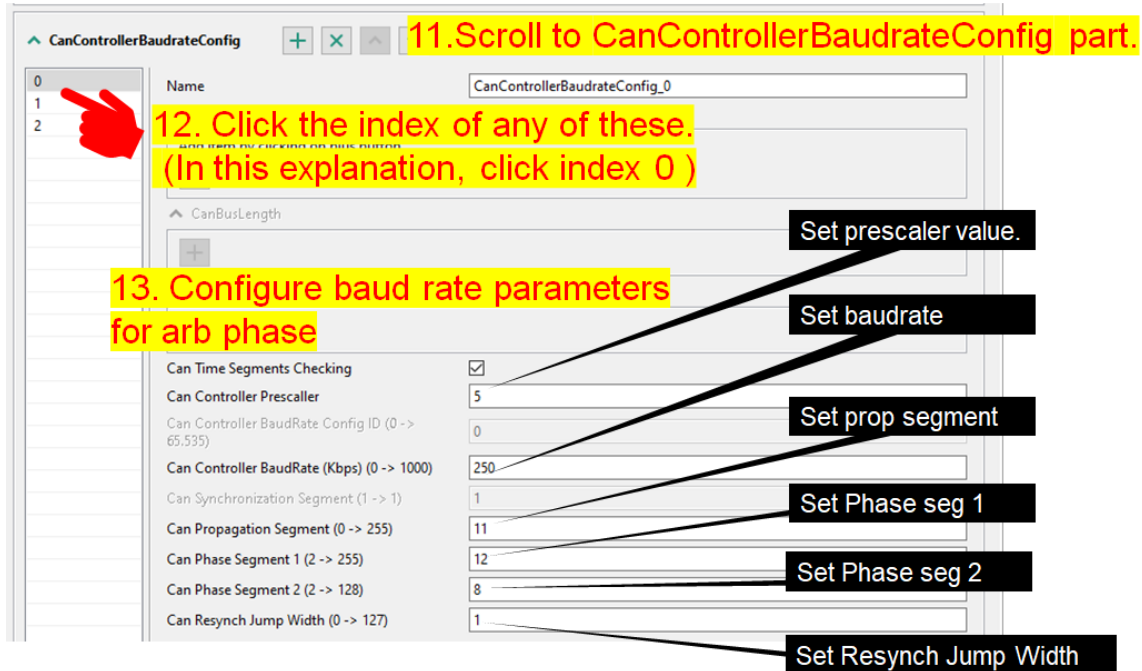 11.Scroll to CanControllerBaudrateConfig part.
CanControllerBaudrateConfig
0
1
2
Name
CanControllerBaudrateConfig_0
12. Click the index of any of these.
(In this explanation, click index 0 )
CanBusLength
Set prescaler value.
13. Configure baud rate parameters
for arb phase
Set baudrate
Can Time Segments Checking
Can Controller Prescaller
5
Can Controller BaudRate Config ID (0 ->
65.535)
0
Set prop segment
Can Controller BaudRate (Kbps) (0 -> 1000)
250
Can Synchronization Segment (1 -> 1)
1
Set Phase seg 1
Can Propagation Segment (0 -> 255)
11
Can Phase Segment 1 (2 -> 255)
12
Set Phase seg 2
Can Phase Segment 2 (2 -> 128)
8
Can Resynch Jump Width (0 -> 127)
1
Set Resynch Jump Width